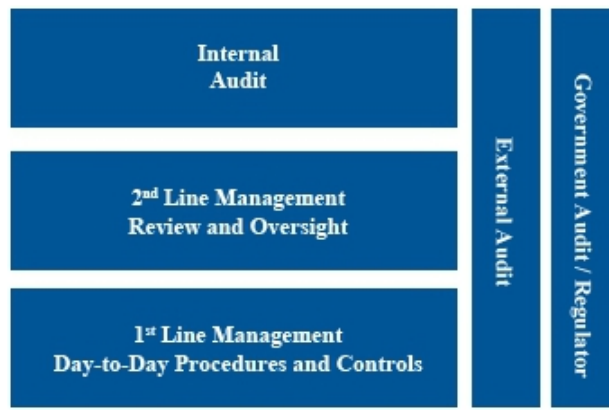 Internal
Audit
2nd Line Management
Review and Oversight
1st Line Management
Day-to-Day Procedures and Controls
External Audit
Government Audit / Regulator